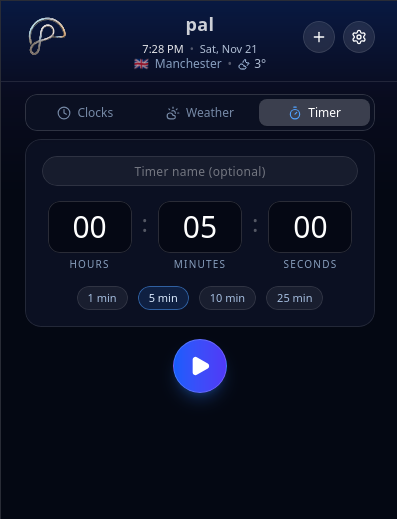 pal
7:28 PM • Sat, Nov 21
🇬🇧 Manchester • 3°
Clocks Weather Timer
Timer name (optional)
00 : 05 : 00
HOURS MINUTES SECONDS
1 min 5 min 10 min 25 min